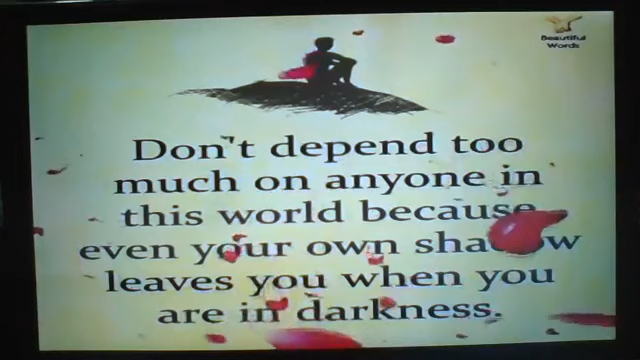 Beautiful
Words
Don't depend too
much on anyone in
this world because
even your own shadow
leaves you when you
are in darkness.